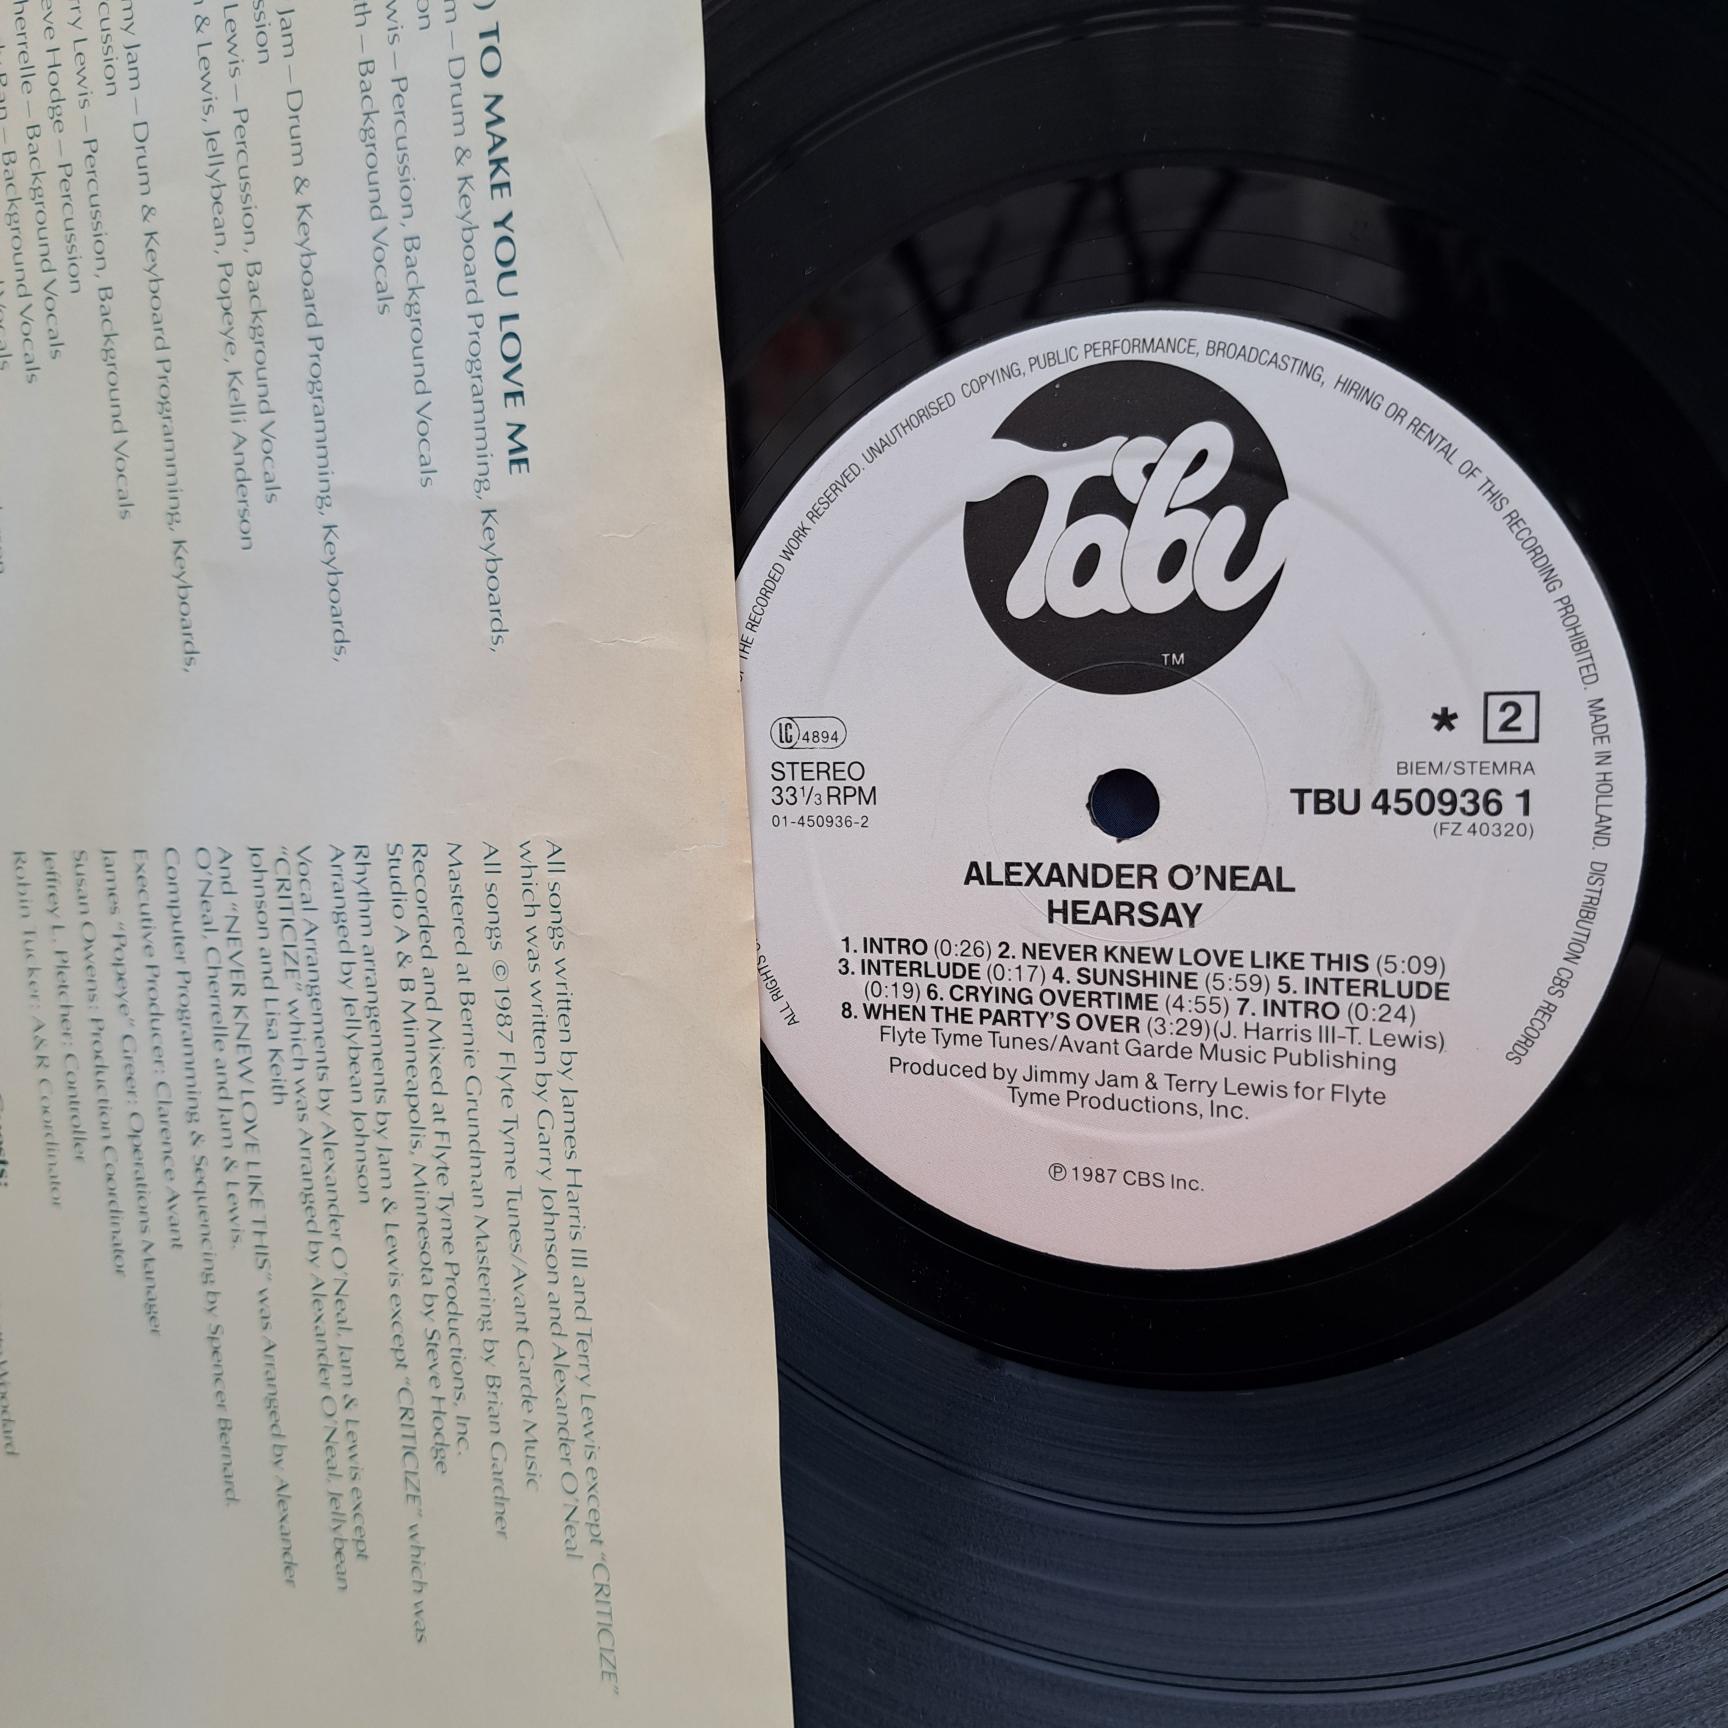 ) TO MAKE YOU LOVE ME
– Drum & Keyboard Programming, Keyboards,
– Percussion, Background Vocals
– Background Vocals
Jam – Drum & Keyboard Programming, Keyboards,
Lewis – Percussion, Background Vocals
& Lewis, Jellybean, Popeye, Kelli Anderson
Jam – Drum & Keyboard Programming, Keyboards,
Lewis – Percussion, Background Vocals
Hodge – Percussion
– Background Vocals
– Background Vocals
All songs written by James Harris III and Terry Lewis except "CRITICIZE"
which was written by Garry Johnson and Alexander O'Neal
All songs © 1987 Flyte Tyme Tunes/Avant Garde Music
Mastered at Bernie Grundman Mastering by Brian Gardner
Recorded and Mixed at Flyte Tyme Productions, Inc.
Studio A & B Minneapolis, Minnesota by Steve Hodge
Rhythm arrangements by Jam & Lewis except "CRITICIZE" which was
Arranged by Jellybean Johnson
Vocal Arrangements by Alexander O'Neal, Jam & Lewis except
"CRITICIZE" which was Arranged by Alexander O'Neal, Jellybean
Johnson and Lisa Keith
And "NEVER KNEW LOVE LIKE THIS" was Arranged by Alexander
O'Neal, Cherrelle and Jam & Lewis.
Computer Programming & Sequencing by Spencer Bernard.
Executive Producer: Clarence Avant
James "Popeye" Greer: Operations Manager
Susan Owens: Production Coordinator
Jeffrey L. Pletcher: Controller
Robin Tucker: A&R Coordinator
ALL RIGHTS
THE RECORDED WORK RESERVED. UNAUTHORISED COPYING, PUBLIC PERFORMANCE, BROADCASTING, HIRING OR RENTAL OF THIS RECORDING PROHIBITED. MADE IN HOLLAND. DISTRIBUTION CBS RECORDS
Tabu
TM
LC 4894
STEREO
33 1/3 RPM
01-450936-2
* 2
BIEM/STEMRA
TBU 450936 1
(FZ 40320)
ALEXANDER O'NEAL
HEARSAY
1. INTRO (0:26) 2. NEVER KNEW LOVE LIKE THIS (5:09)
3. INTERLUDE (0:17) 4. SUNSHINE (5:59) 5. INTERLUDE
(0:19) 6. CRYING OVERTIME (4:55) 7. INTRO (0:24)
8. WHEN THE PARTY'S OVER (3:29)(J. Harris III-T. Lewis)
Flyte Tyme Tunes/Avant Garde Music Publishing
Produced by Jimmy Jam & Terry Lewis for Flyte
Tyme Productions, Inc.
℗ 1987 CBS Inc.